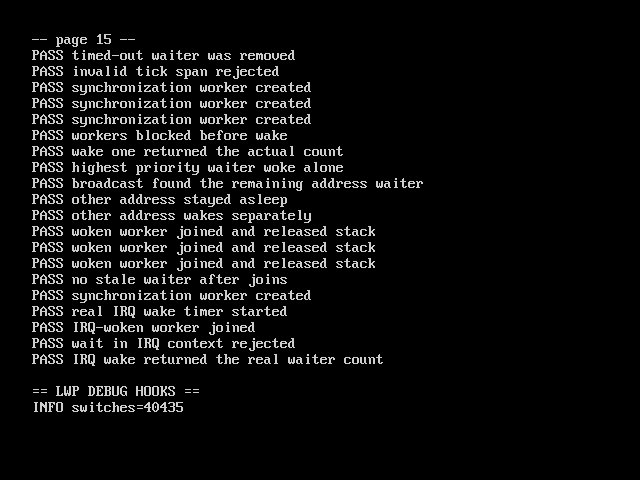 -- page 15 --
PASS timed-out waiter was removed
PASS invalid tick span rejected
PASS synchronization worker created
PASS synchronization worker created
PASS synchronization worker created
PASS workers blocked before wake
PASS wake one returned the actual count
PASS highest priority waiter woke alone
PASS broadcast found the remaining address waiter
PASS other address stayed asleep
PASS other address wakes separately
PASS woken worker joined and released stack
PASS woken worker joined and released stack
PASS woken worker joined and released stack
PASS no stale waiter after joins
PASS synchronization worker created
PASS real IRQ wake timer started
PASS IRQ-woken worker joined
PASS wait in IRQ context rejected
PASS IRQ wake returned the real waiter count
== LWP DEBUG HOOKS ==
INFO switches=40435